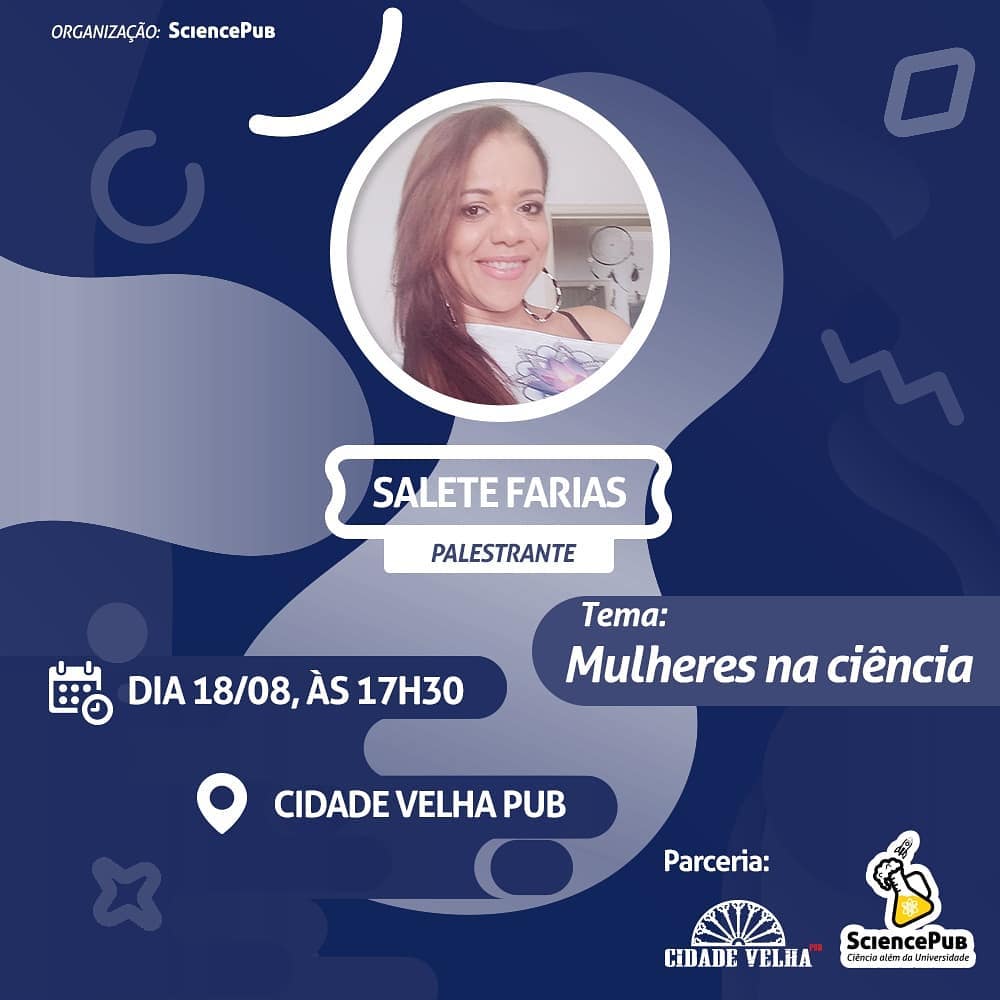 ORGANIZAÇÃO: SCIENCEPUB
SALETE FARIAS
PALESTRANTE
Tema:
Mulheres na ciência
DIA 18/08, ÀS 17H30
CIDADE VELHA PUB
Parceria:
CIDADE VELHA PUB
SCIENCEPUB
Ciência além da Universidade